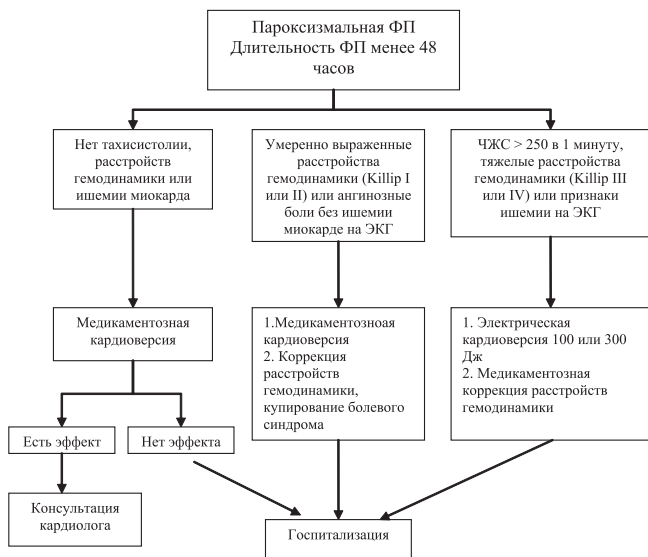 Пароксизмальная ФП
Длительность ФП менее 48
часов
Нет тахисистолии,
расстройств
гемодинамики или
ишемии миокарда
Умеренно выраженные
расстройства
гемодинамики (Killip I
или II) или ангинозные
боли без ишемии
миокарде на ЭКГ
ЧЖС > 250 в 1 минуту,
тяжелые расстройства
гемодинамики (Killip III
или IV) или признаки
ишемии на ЭКГ
Медикаментозная
кардиоверсия
1.Медикаментозноая
кардиоверсия
2. Коррекция
расстройств
гемодинамики,
купирование болевого
синдрома
1. Электрическая
кардиоверсия 100 или 300
Дж
2. Медикаментозная
коррекция расстройств
гемодинамики
Есть эффект
Нет эффекта
Консультация
кардиолога
Госпитализация